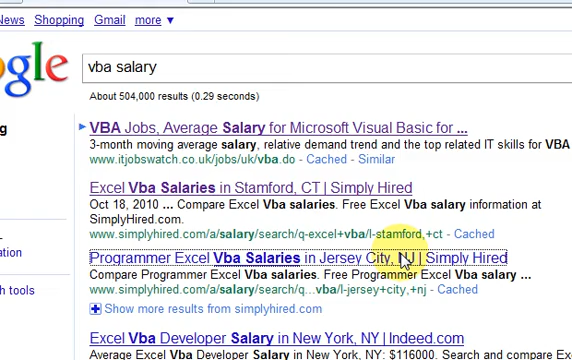 News Shopping Gmail more ▼
gle
vba salary
About 504,000 results (0.29 seconds)
VBA Jobs, Average Salary for Microsoft Visual Basic for ...
3-month moving average salary, relative demand trend and the top related IT skills for VBA
www.itjobswatch.co.uk/jobs/uk/vba.do - Cached - Similar
Excel Vba Salaries in Stamford, CT | Simply Hired
Oct 18, 2010 ... Compare Excel Vba salaries. Free Excel Vba salary information at
SimplyHired.com.
www.simplyhired.com/a/salary/search/q-excel+vba/l-stamford,+ct - Cached
Programmer Excel Vba Salaries in Jersey City, NJ | Simply Hired
Compare Programmer Excel Vba salaries. Free Programmer Excel Vba salary ...
www.simplyhired.com/a/salary/search/q...vba/l-jersey+city,+nj - Cached
ation
h tools
Show more results from simplyhired.com
Excel Vba Developer Salary in New York, NY | Indeed.com
Average Excel Vba Developer Salary in New York, NY: $116000. Search and compare Ex